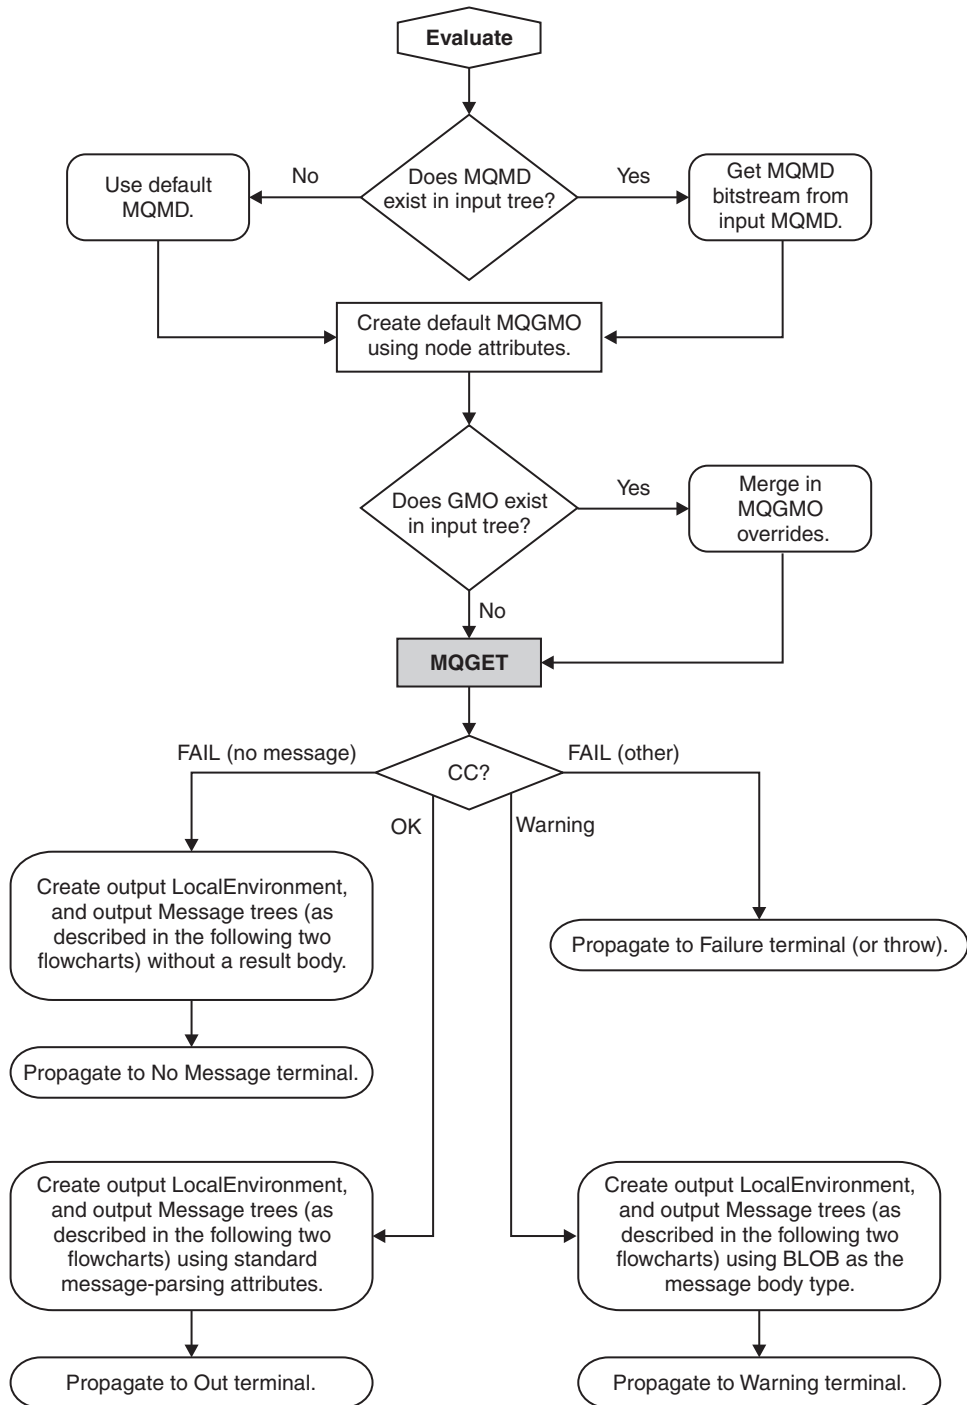 Evaluate
Does MQMD
exist in input tree?
No
Yes
Use default
MQMD.
Get MQMD
bitstream from
input MQMD.
Create default MQGMO
using node attributes.
Does GMO exist
in input tree?
Yes
Merge in
MQGMO
overrides.
No
MQGET
CC?
FAIL (no message)
FAIL (other)
OK
Warning
Create output LocalEnvironment,
and output Message trees (as
described in the following two
flowcharts) without a result body.
Propagate to Failure terminal (or throw).
Propagate to No Message terminal.
Create output LocalEnvironment,
and output Message trees (as
described in the following two
flowcharts) using standard
message-parsing attributes.
Create output LocalEnvironment,
and output Message trees (as
described in the following two
flowcharts) using BLOB as the
message body type.
Propagate to Out terminal.
Propagate to Warning terminal.